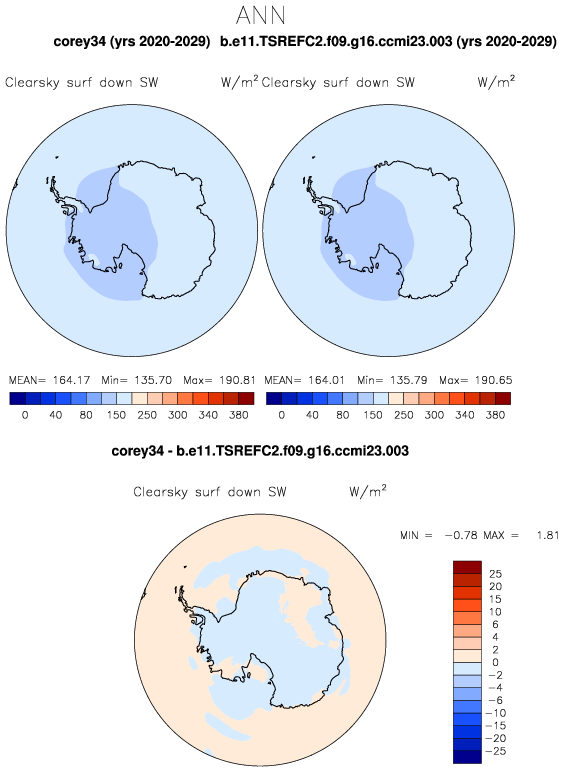 ANN
corey34 (yrs 2020-2029) b.e11.TSREFC2.f09.g16.ccmi23.003 (yrs 2020-2029)
Clearsky surf down SW W/m² Clearsky surf down SW W/m²
MEAN= 164.17 Min= 135.70 Max= 190.81 MEAN= 164.01 Min= 135.79 Max= 190.65
0 40 80 150 250 300 340 380 0 40 80 150 250 300 340 380
corey34 - b.e11.TSREFC2.f09.g16.ccmi23.003
Clearsky surf down SW W/m²
MIN = -0.78 MAX = 1.81
25
20
15
10
6
4
2
0
-2
-4
-6
-10
-15
-20
-25